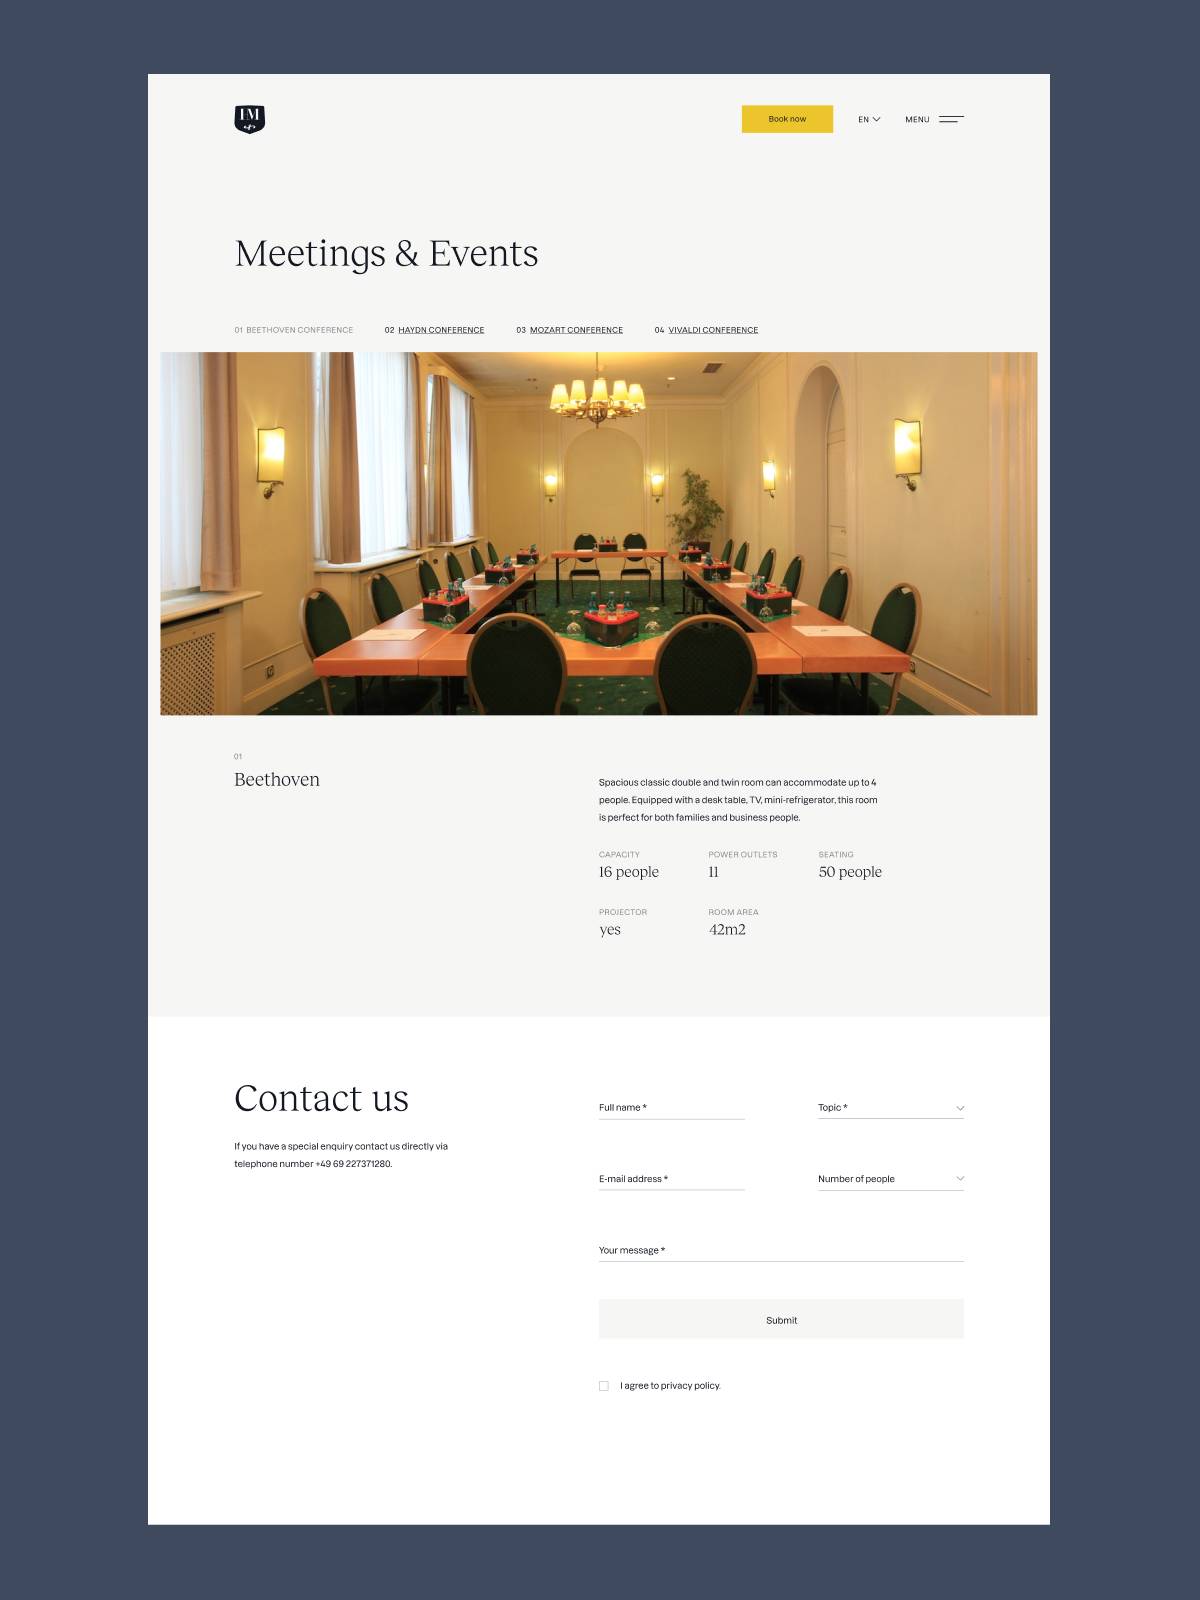 HM
Book now
EN
MENU
Meetings & Events
01 BEETHOVEN CONFERENCE
02 HAYDN CONFERENCE
03 MOZART CONFERENCE
04 VIVALDI CONFERENCE
01
Beethoven
Spacious classic double and twin room can accommodate up to 4
people. Equipped with a desk table, TV, mini-refrigerator, this room
is perfect for both families and business people.
CAPACITY
16 people
POWER OUTLETS
11
SEATING
50 people
PROJECTOR
yes
ROOM AREA
42m2
Contact us
If you have a special enquiry contact us directly via
telephone number +49 69 227371280.
Full name *
Topic *
E-mail address *
Number of people
Your message *
Submit
I agree to privacy policy.